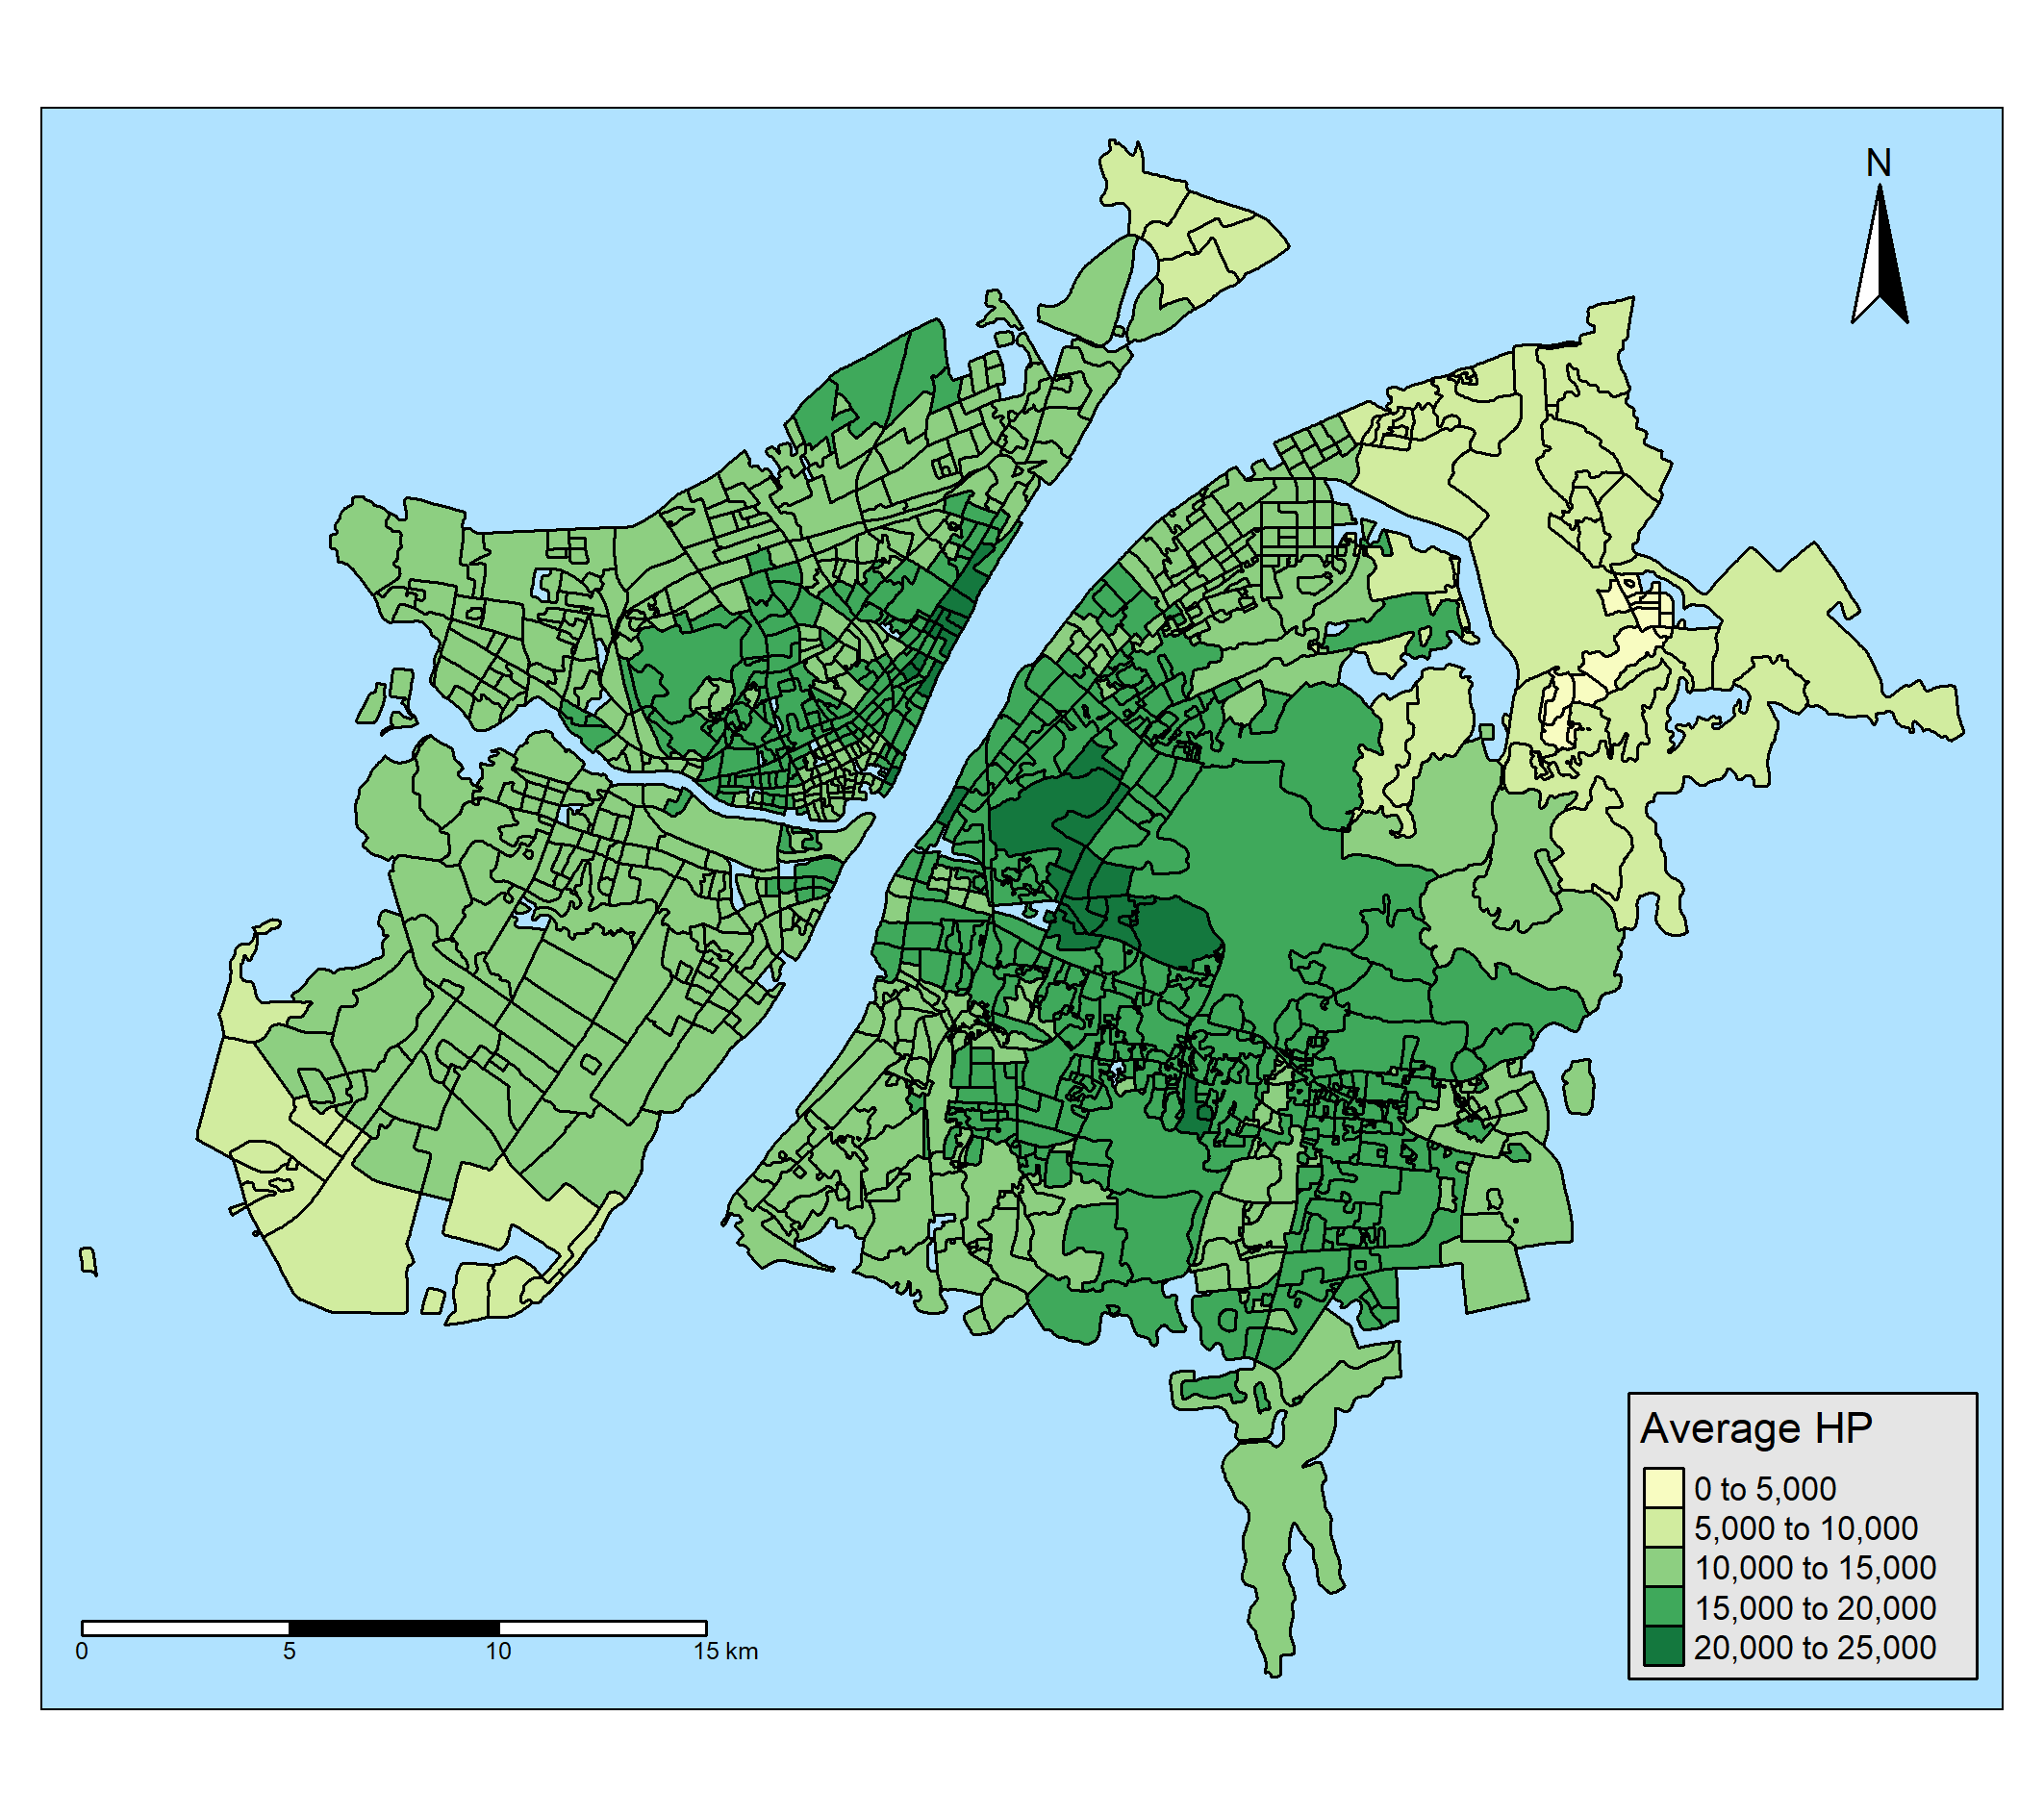 N
Average HP
0 to 5,000
5,000 to 10,000
10,000 to 15,000
15,000 to 20,000
20,000 to 25,000
0 5 10 15 km